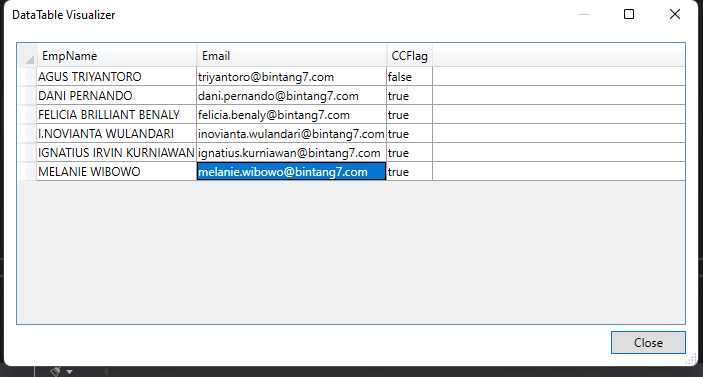 DataTable Visualizer
EmpName Email CCFlag
AGUS TRIYANTORO triyantoro@bintang7.com false
DANI PERNANDO dani.pernando@bintang7.com true
FELICIA BRILLIANT BENALY felicia.benaly@bintang7.com true
I.NOVIANTA WULANDARI inovianta.wulandari@bintang7.com true
IGNATIUS IRVIN KURNIAWAN ignatius.kurniawan@bintang7.com true
MELANIE WIBOWO melanie.wibowo@bintang7.com true
Close